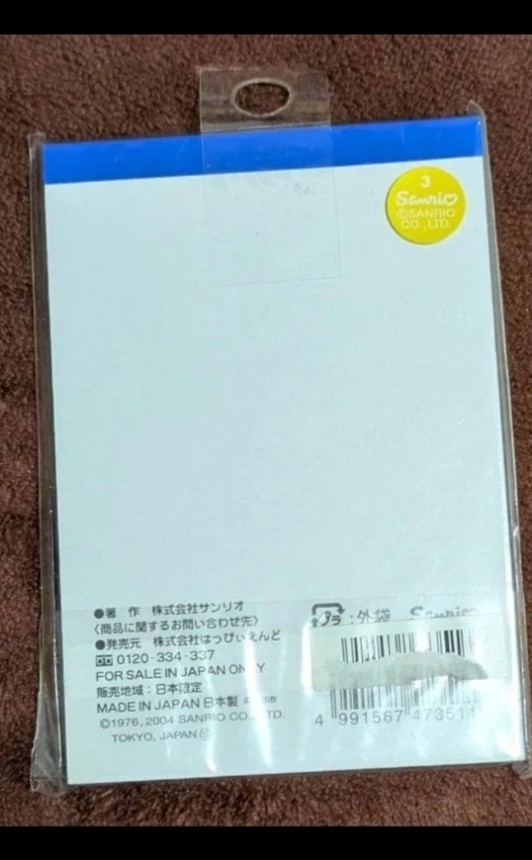 3
Sanrio
©SANRIO
CO., LTD.
●著 作 株式会社サンリオ
〈商品に関するお問い合わせ先〉
●発売元 株式会社はっぴぃえんど
0120-334-337
FOR SALE IN JAPAN ONLY
販売地域：日本限定
MADE IN JAPAN 日本製
©1976, 2004 SANRIO CO., LTD.
TOKYO, JAPAN
プラ：外袋 Sanrio
4 991567 473511